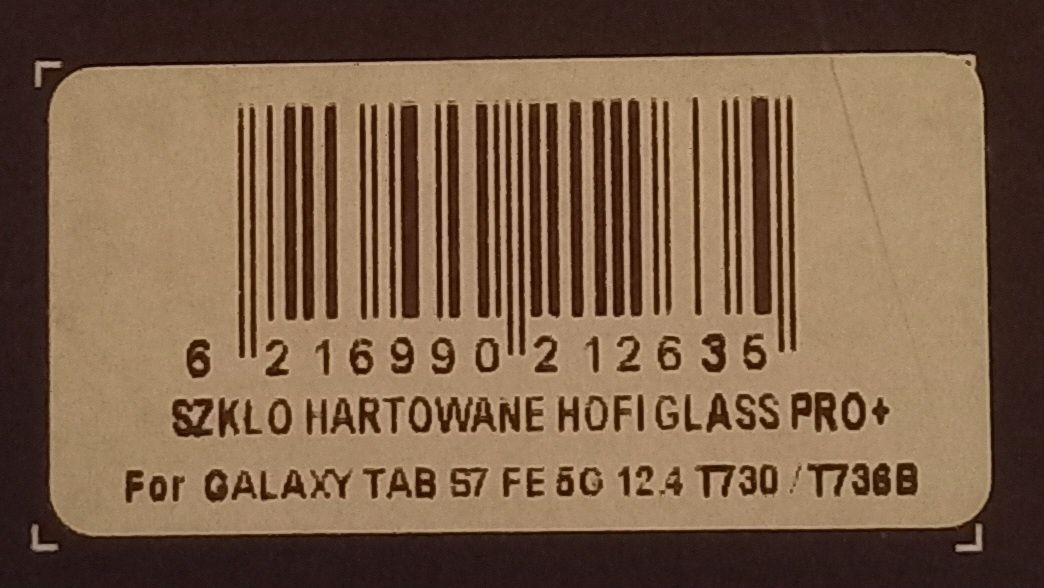 6 216990 212635
SZKLO HARTOWANE HOFI GLASS PRO+
For GALAXY TAB S7 FE 5G 12.4 T730 / T736B